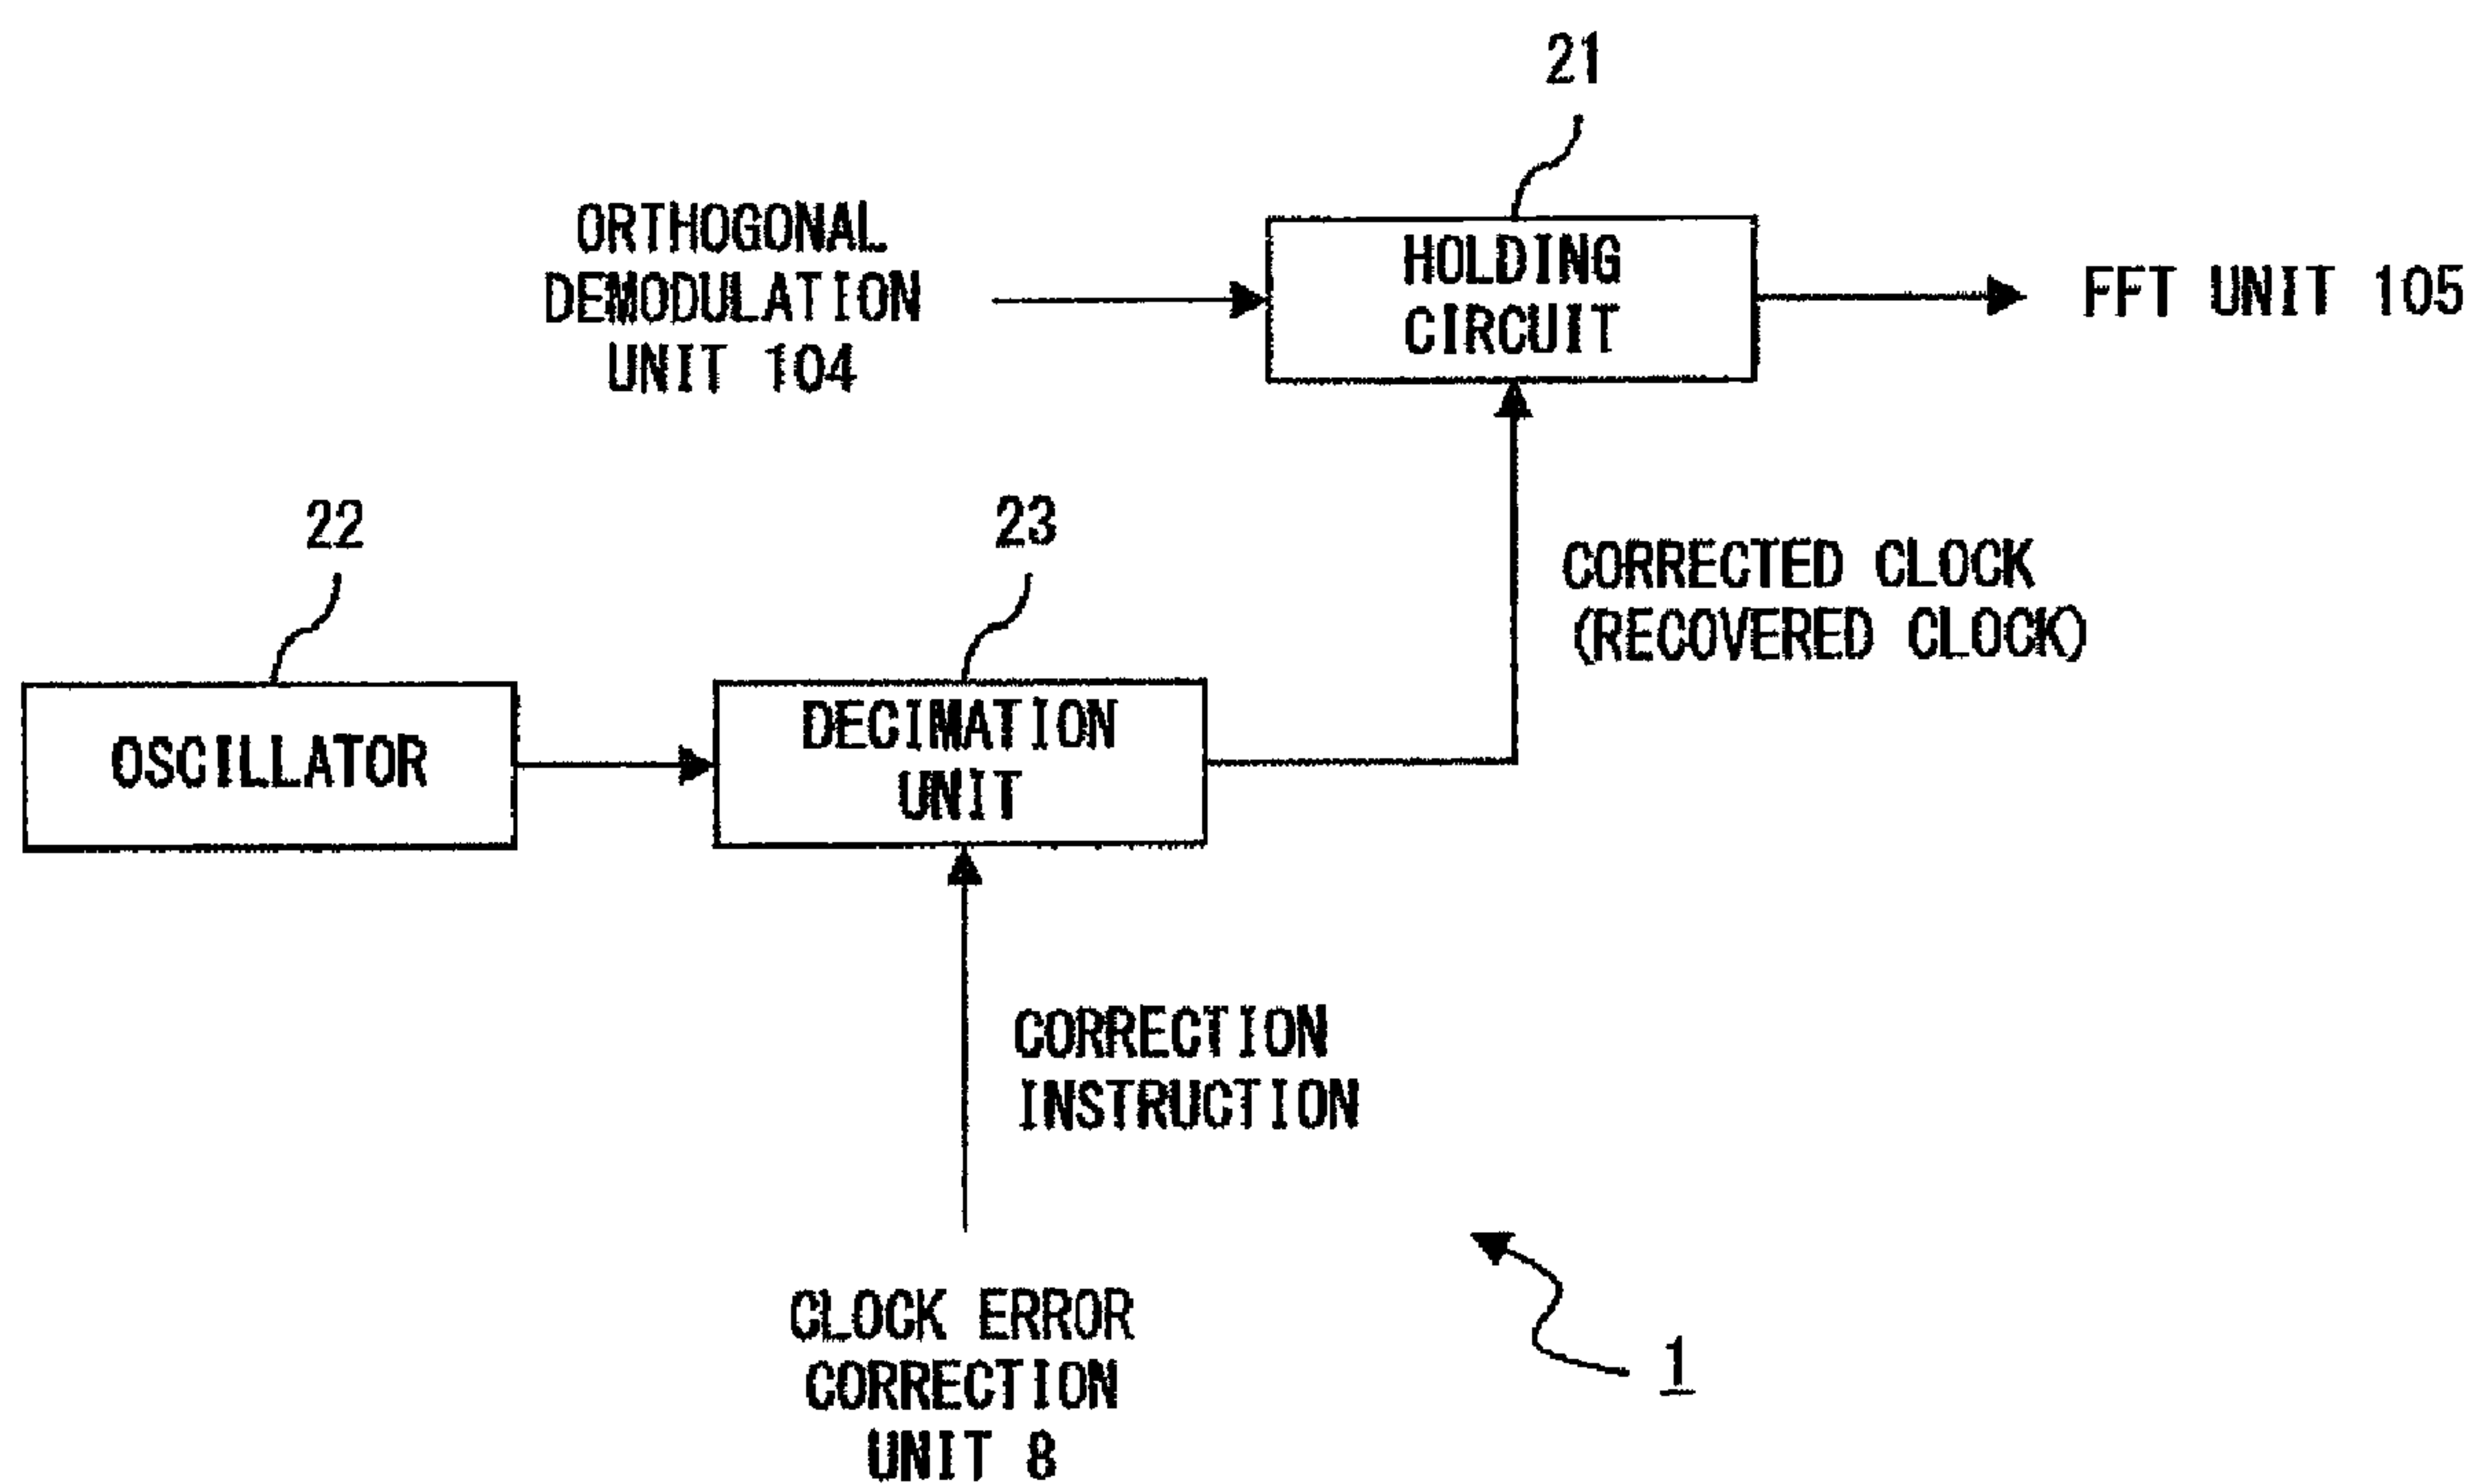 21
ORTHOGONAL
DEMODULATION
UNIT 104
HOLDING
CIRCUIT
FFT UNIT 105
22
23
CORRECTED CLOCK
(RECOVERED CLOCK)
OSCILLATOR
DECIMATION
UNIT
CORRECTION
INSTRUCTION
CLOCK ERROR
CORRECTION
UNIT 8
1